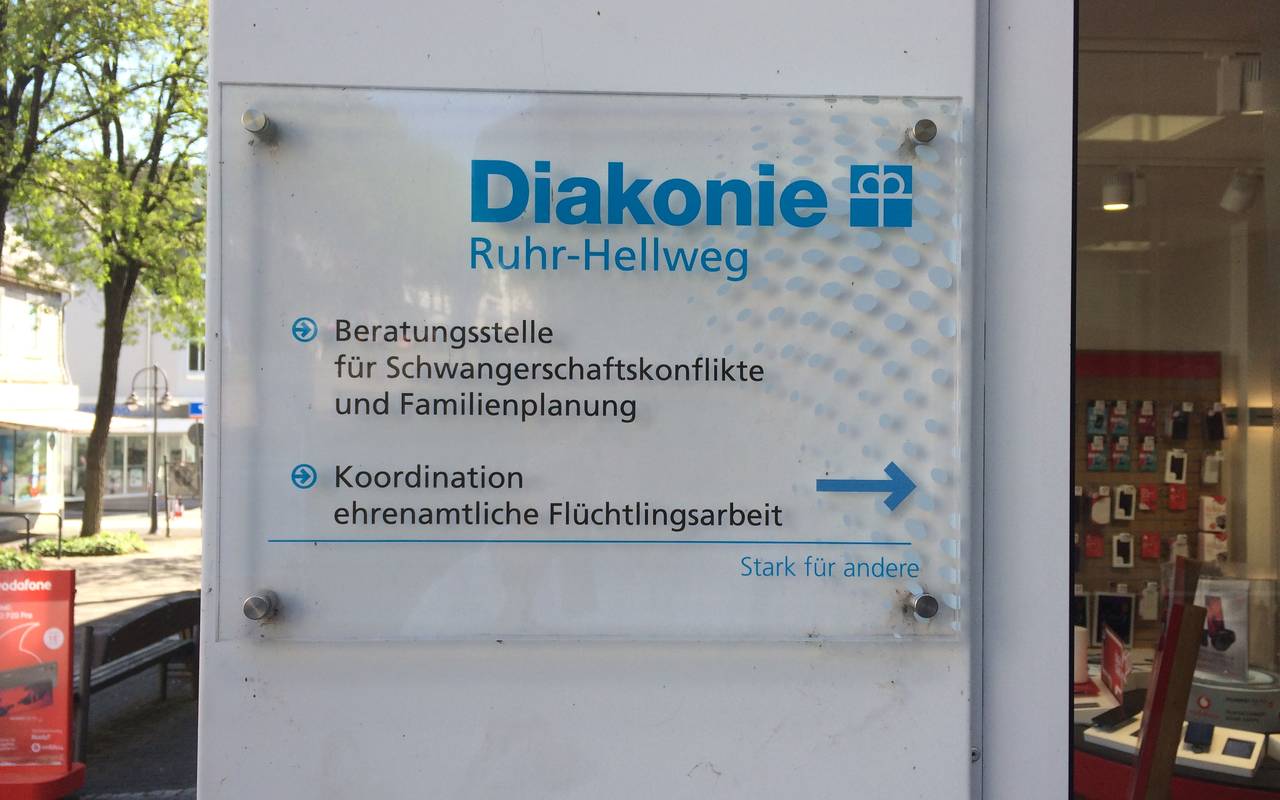 Diakonie
Ruhr-Hellweg
Beratungsstelle
für Schwangerschaftskonflikte
und Familienplanung
Koordination
ehrenamtliche Flüchtlingsarbeit
Stark für andere
vodafone